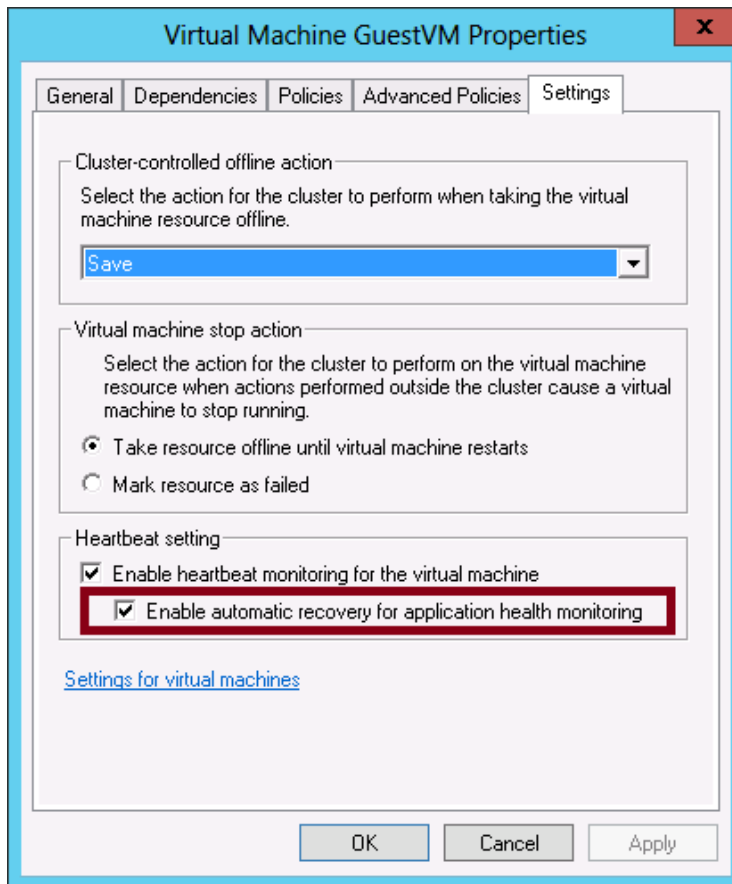 Virtual Machine GuestVM Properties
x
General Dependencies Policies Advanced Policies Settings
Cluster-controlled offline action
Select the action for the cluster to perform when taking the virtual
machine resource offline.
Save
Virtual machine stop action
Select the action for the cluster to perform on the virtual machine
resource when actions performed outside the cluster cause a virtual
machine to stop running.
Take resource offline until virtual machine restarts
Mark resource as failed
Heartbeat setting
Enable heartbeat monitoring for the virtual machine
Enable automatic recovery for application health monitoring
Settings for virtual machines
OK Cancel Apply